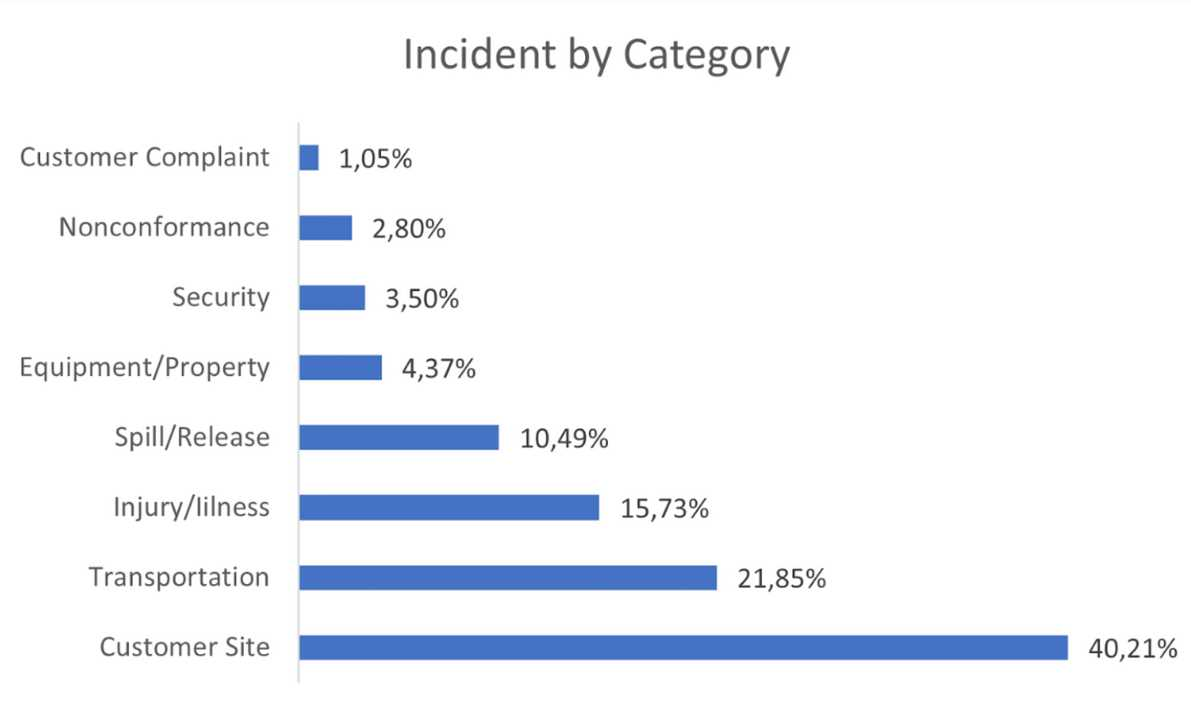 Incident by Category
Customer Complaint 1,05%
Nonconformance 2,80%
Security 3,50%
Equipment/Property 4,37%
Spill/Release 10,49%
Injury/Iilness 15,73%
Transportation 21,85%
Customer Site 40,21%